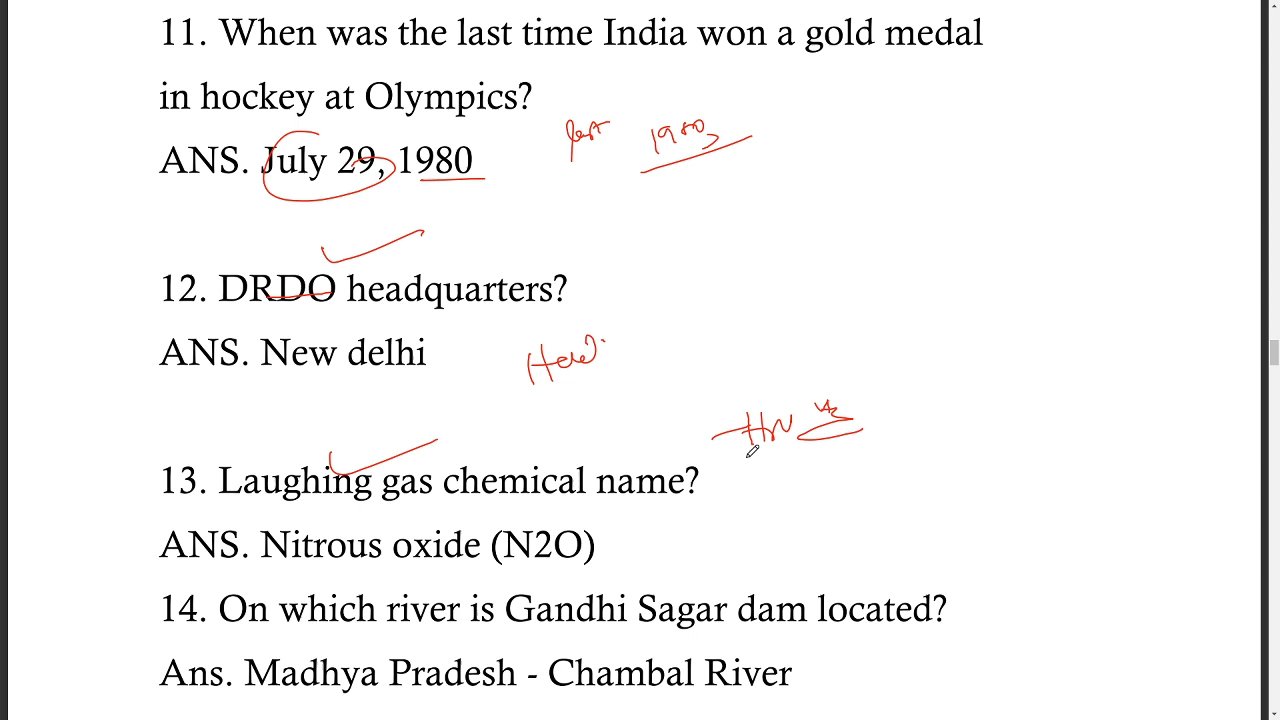 11. When was the last time India won a gold medal
in hockey at Olympics?
ANS. July 29, 1980
last 1980
12. DRDO headquarters?
ANS. New delhi
13. Laughing gas chemical name?
ANS. Nitrous oxide (N2O)
14. On which river is Gandhi Sagar dam located?
Ans. Madhya Pradesh - Chambal River